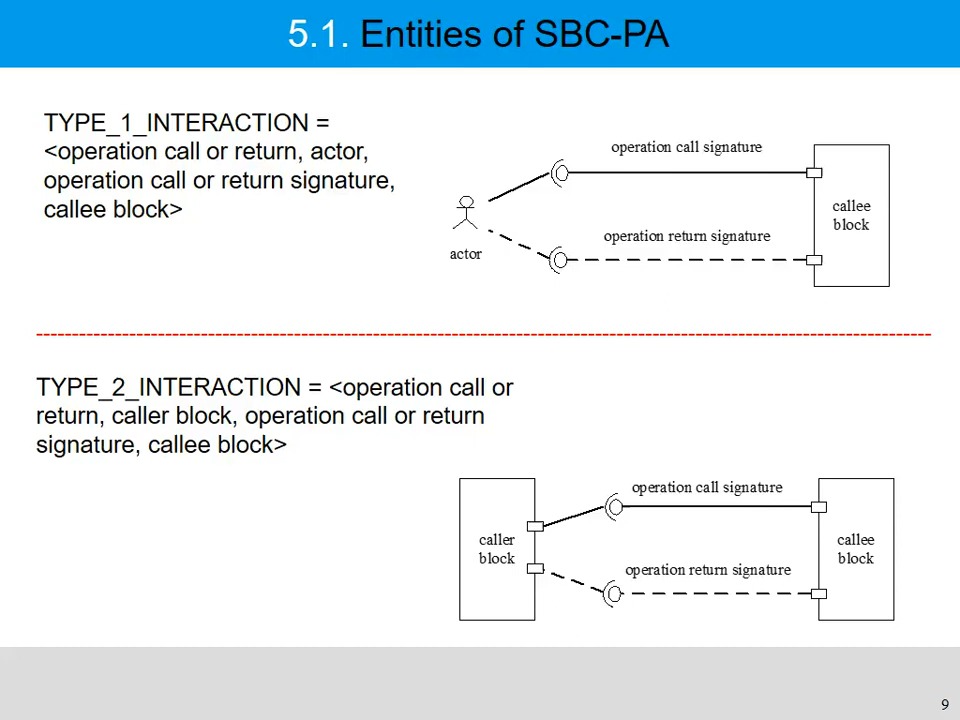 5.1. Entities of SBC-PA
TYPE_1_INTERACTION =
<operation call or return, actor,
operation call or return signature,
callee block>
operation call signature
callee
block
operation return signature
actor
TYPE_2_INTERACTION = <operation call or
return, caller block, operation call or return
signature, callee block>
operation call signature
caller
block
callee
block
operation return signature
9